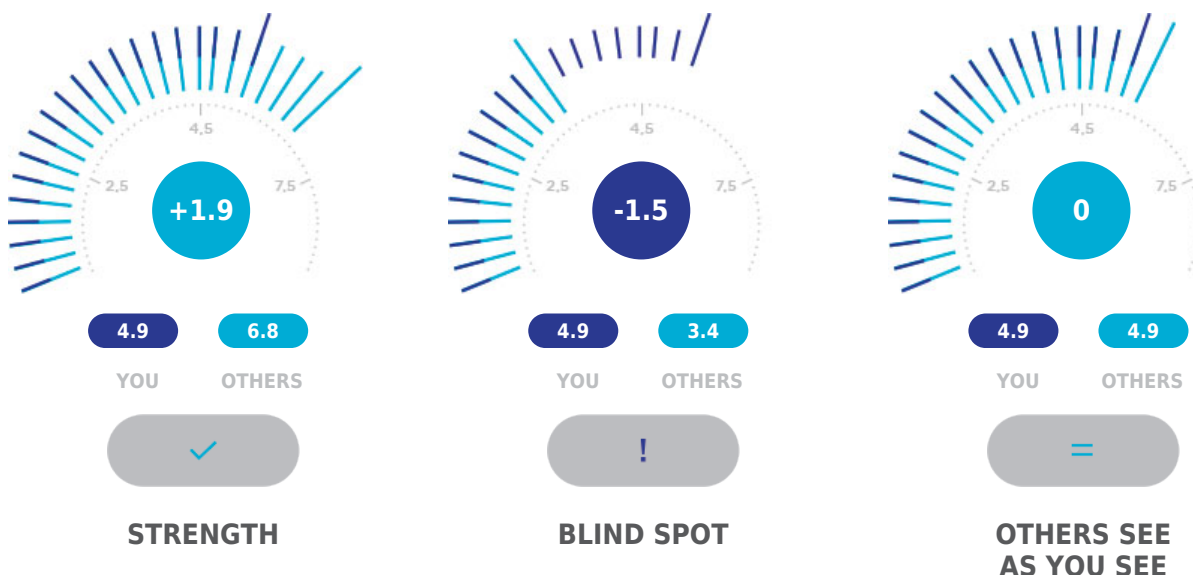 4,5
2,5
7,5
+1.9
4.9
6.8
YOU
OTHERS
STRENGTH
4,5
2,5
7,5
-1.5
4.9
3.4
YOU
OTHERS
!
BLIND SPOT
4,5
2,5
7,5
0
4.9
4.9
YOU
OTHERS
=
OTHERS SEE
AS YOU SEE